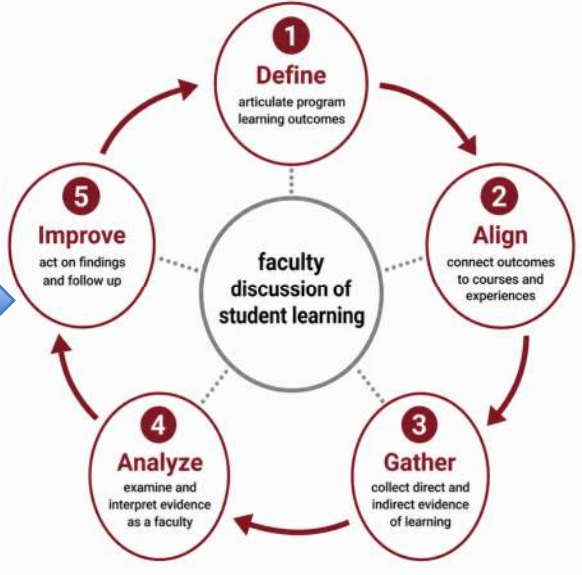 1
Define
articulate program
learning outcomes
2
Align
connect outcomes
to courses and
experiences
3
Gather
collect direct and
indirect evidence
of learning
4
Analyze
examine and
interpret evidence
as a faculty
5
Improve
act on findings
and follow up
faculty
discussion of
student learning